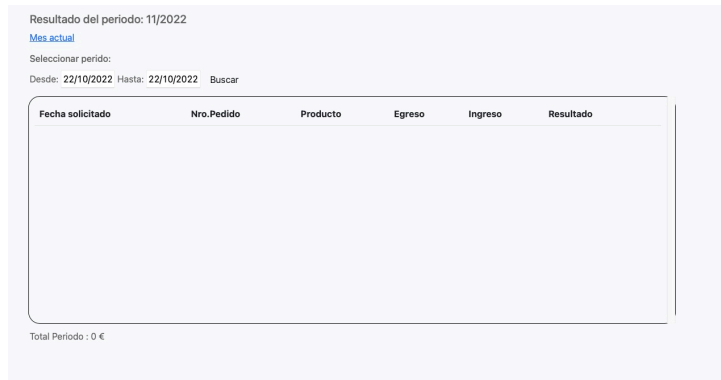 Resultado del periodo: 11/2022
Mes actual
Seleccionar perido:
Desde: 22/10/2022 Hasta: 22/10/2022 Buscar
Fecha solicitado Nro.Pedido Producto Egreso Ingreso Resultado
Total Periodo : 0 €